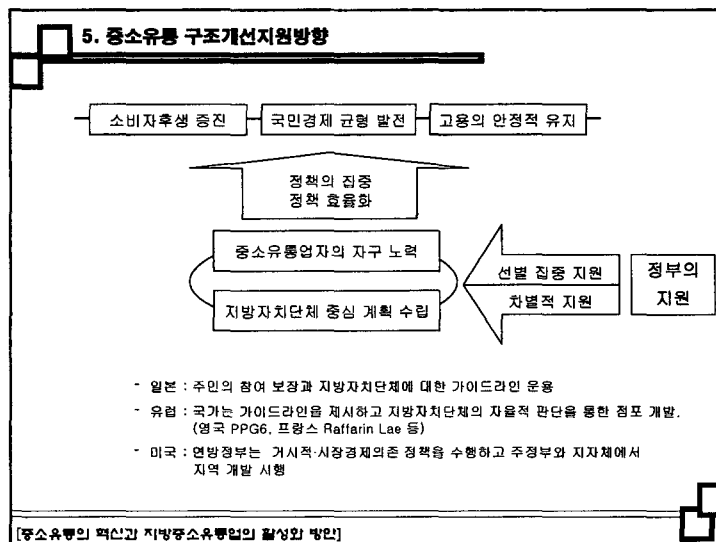 5. 중소유통 구조개선지원방향
소비자후생 증진
국민경제 균형 발전
고용의 안정적 유지
정책의 집중
정책 효율화
중소유통업자의 자구 노력
지방자치단체 중심 계획 수립
선별 집중 지원
차별적 지원
정부의
지원
- 일본 : 주민의 참여 보장과 지방자치단체에 대한 가이드라인 운용
- 유럽 : 국가는 가이드라인을 제시하고 지방자치단체의 자율적 판단을 통한 점포 개발.
(영국 PPG6, 프랑스 Raffarin Lae 등)
- 미국 : 연방정부는 거시적·시장경제의존 정책을 수행하고 주정부와 지자체에서
지역 개발 시행
[중소유통의 혁신과 지방중소유통업의 활성화 방안]